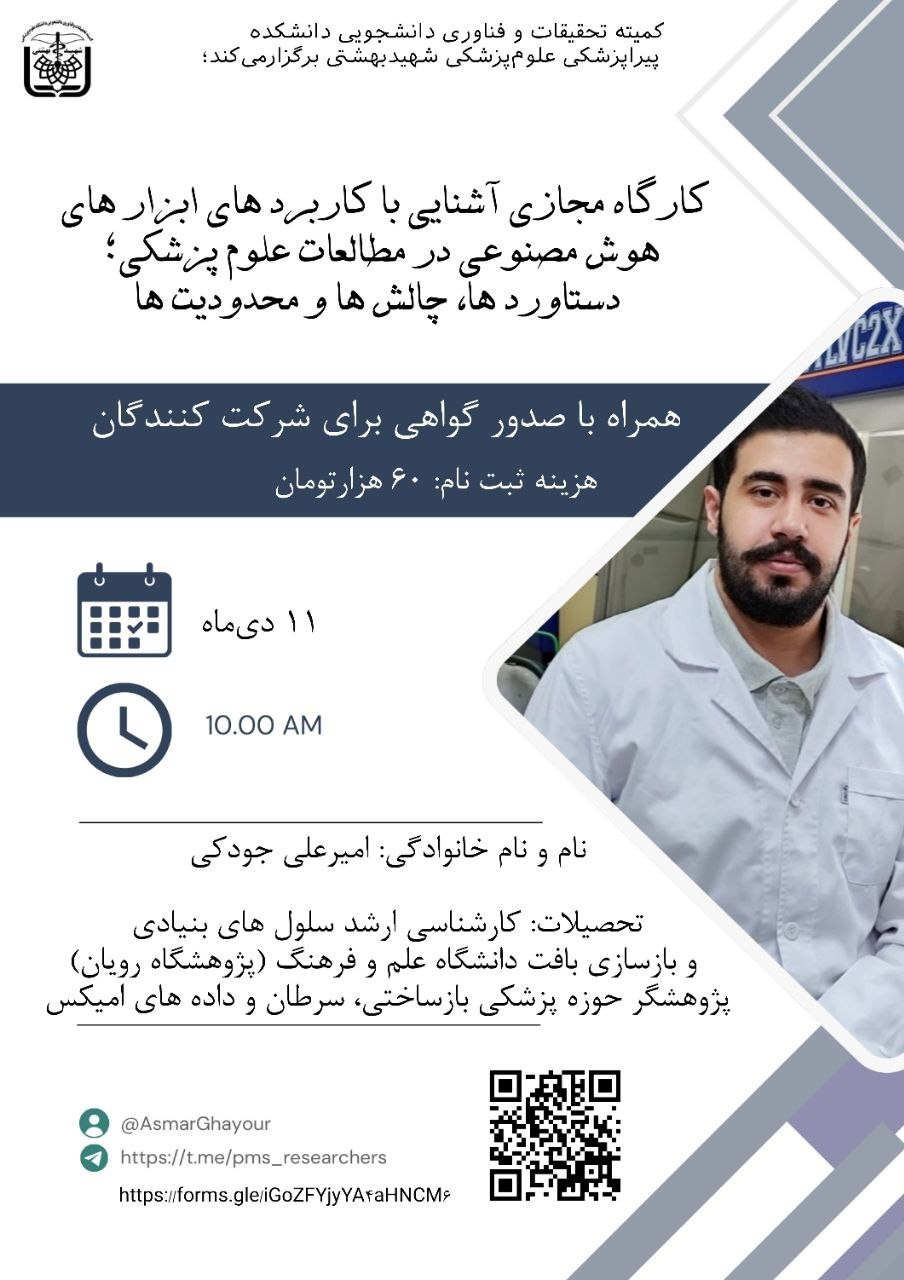 کمیته تحقیقات و فناوری دانشجویی دانشکده
پیراپزشکی علوم‌پزشکی شهیدبهشتی برگزارمی‌کند؛
کارگاه مجازی آشنایی با کاربرد های ابزار های
هوش مصنوعی در مطالعات علوم پزشکی؛
دستاورد ها، چالش ها و محدودیت ها
LVC2X
همراه با صدور گواهی برای شرکت کنندگان
هزینه ثبت نام: ۶۰ هزارتومان
۱۱ دی‌ماه
10.00 AM
نام و نام خانوادگی: امیرعلی جودکی
تحصیلات: کارشناسی ارشد سلول های بنیادی
و بازسازی بافت دانشگاه علم و فرهنگ (پژوهشگاه رویان)
پژوهشگر حوزه پزشکی بازساختی، سرطان و داده های امیکس
@AsmarGhayour
https://t.me/pms_researchers
https://forms.gle/iGoZFYjyYA۴aHNCM۶